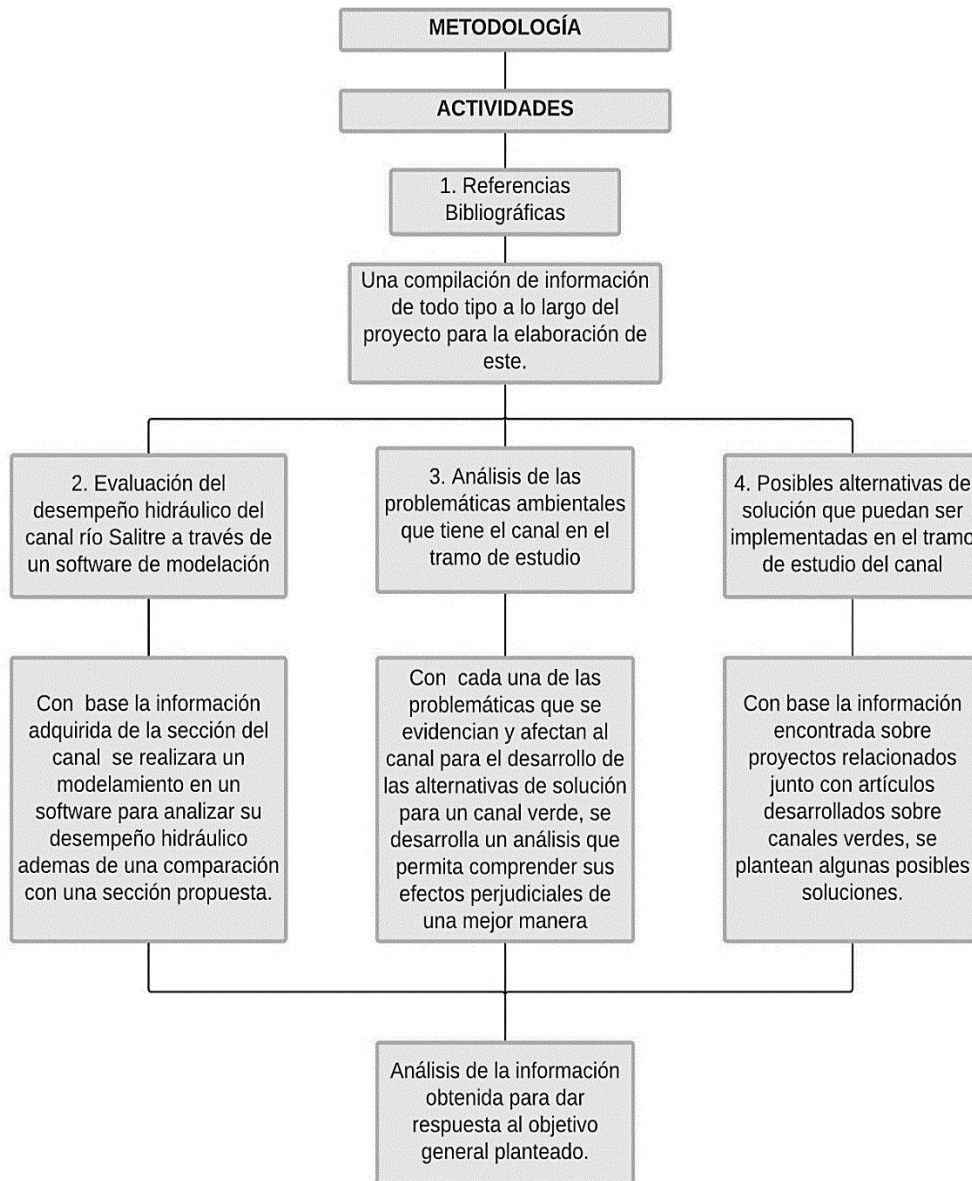 METODOLOGÍA
ACTIVIDADES
1. Referencias
Bibliográficas
Una compilación de información
de todo tipo a lo largo del
proyecto para la elaboración de
este.
2. Evaluación del
desempeño hidráulico del
canal río Salitre a través de
un software de modelación
3. Análisis de las
problemáticas ambientales
que tiene el canal en el
tramo de estudio
4. Posibles alternativas de
solución que puedan ser
implementadas en el tramo
de estudio del canal
Con base la información
adquirida de la sección del
canal se realizara un
modelamiento en un
software para analizar su
desempeño hidráulico
ademas de una comparación
con una sección propuesta.
Con cada una de las
problemáticas que se
evidencian y afectan al
canal para el desarrollo de
las alternativas de solución
para un canal verde, se
desarrolla un análisis que
permita comprender sus
efectos perjudiciales de
una mejor manera
Con base la información
encontrada sobre
proyectos relacionados
junto con artículos
desarrollados sobre
canales verdes, se
plantean algunas posibles
soluciones.
Análisis de la información
obtenida para dar
respuesta al objetivo
general planteado.